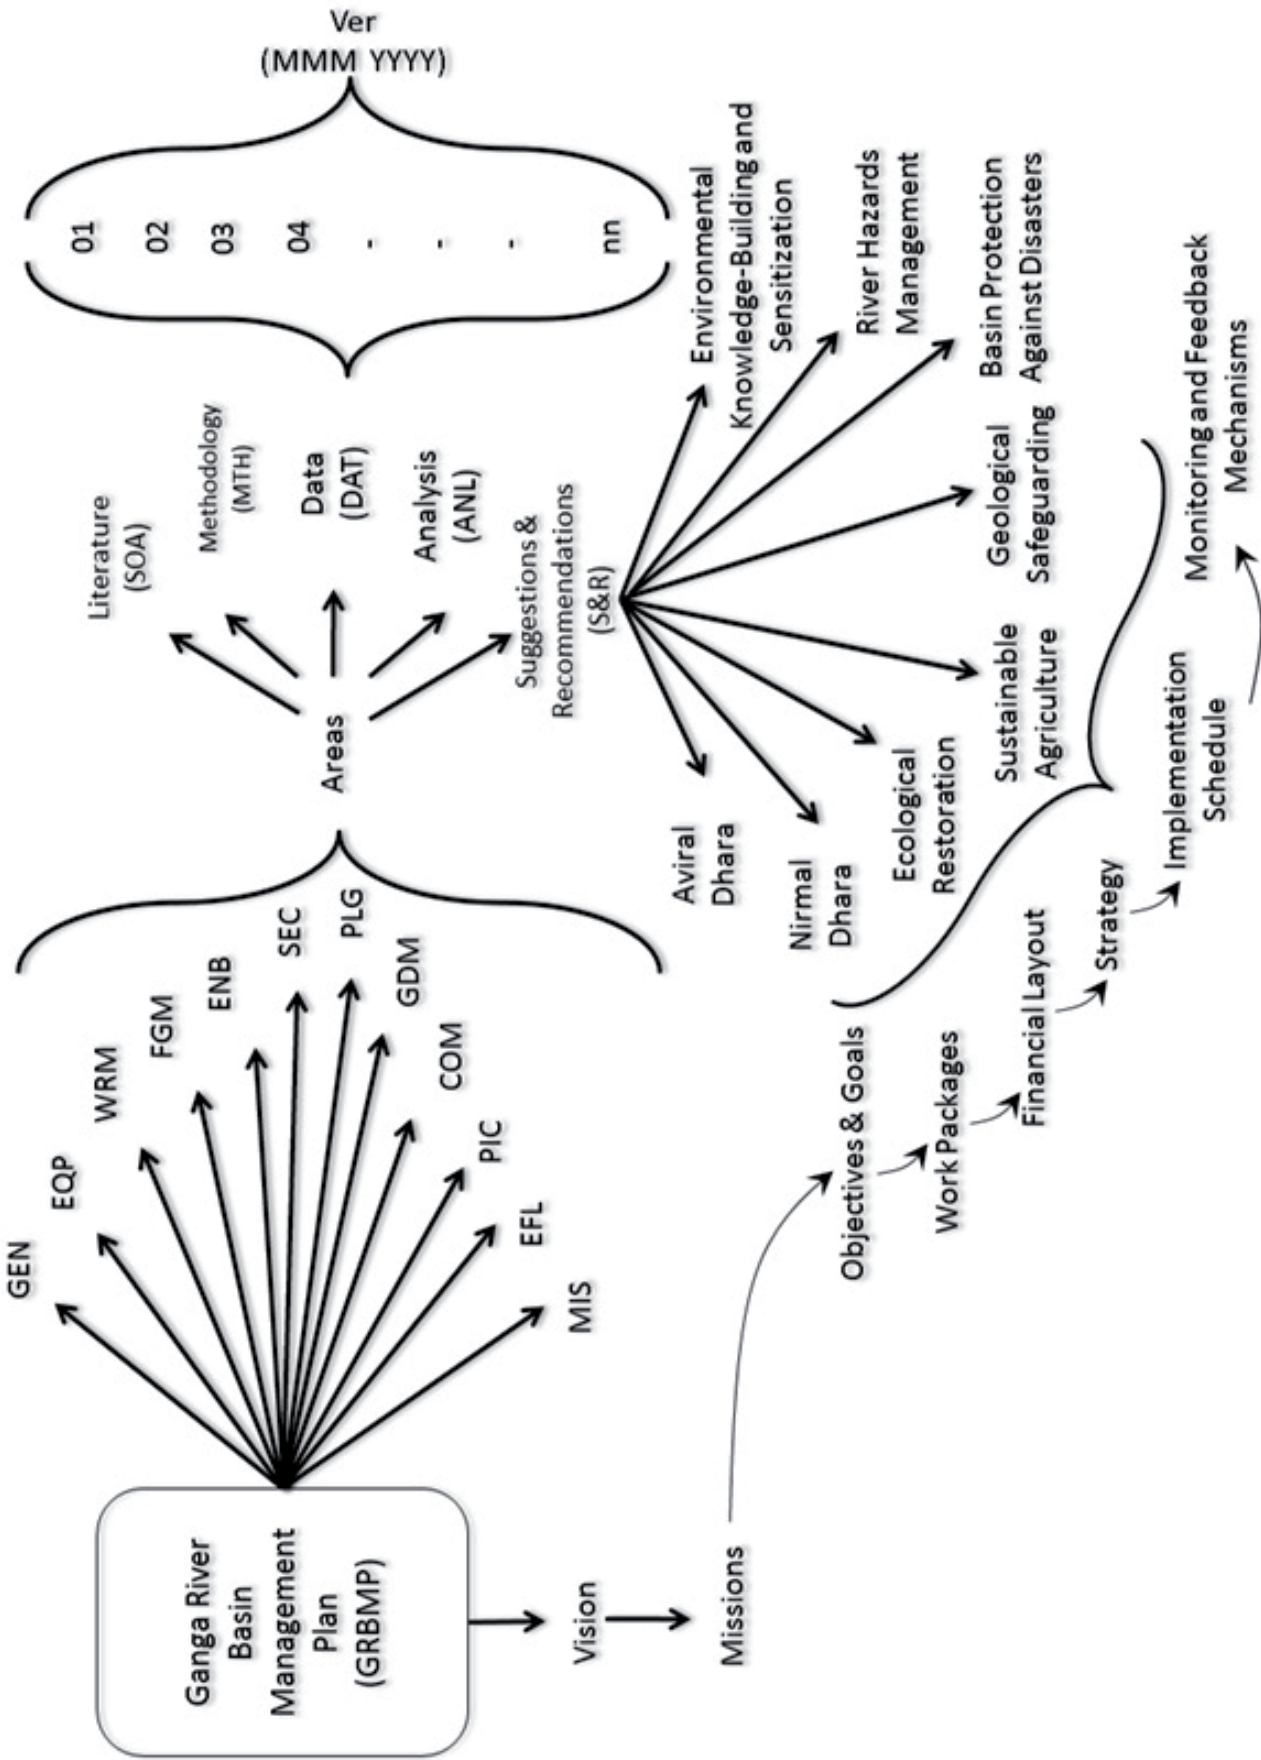 Ganga River
Basin
Management
Plan
(GRBMP)
GEN
EQP
WRM
FGM
ENB
SEC
PLG
GDM
COM
PIC
EFL
MIS
Areas
Literature
(SOA)
Methodology
(MTH)
Data
(DAT)
Analysis
(ANL)
Suggestions &
Recommendations
(S&R)
01
02
03
04
-
-
-
nn
Ver
(MMM YYYY)
Aviral
Dhara
Nirmal
Dhara
Ecological
Restoration
Sustainable
Agriculture
Geological
Safeguarding
Basin Protection
Against Disasters
River Hazards
Management
Environmental
Knowledge-Building and
Sensitization
Vision
Missions
Objectives & Goals
Work Packages
Financial Layout
Strategy
Implementation
Schedule
Monitoring and Feedback
Mechanisms